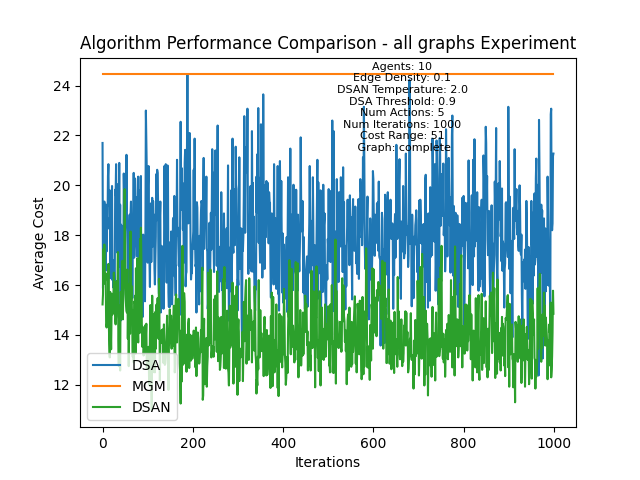 Algorithm Performance Comparison - all graphs Experiment
Agents: 10
Edge Density: 0.1
DSAN Temperature: 2.0
DSA Threshold: 0.9
Num Actions: 5
Num Iterations: 1000
Cost Range: 51
Graph: complete
Average Cost
24
22
20
18
16
14
12
DSA
MGM
DSAN
0
200
400
600
800
1000
Iterations